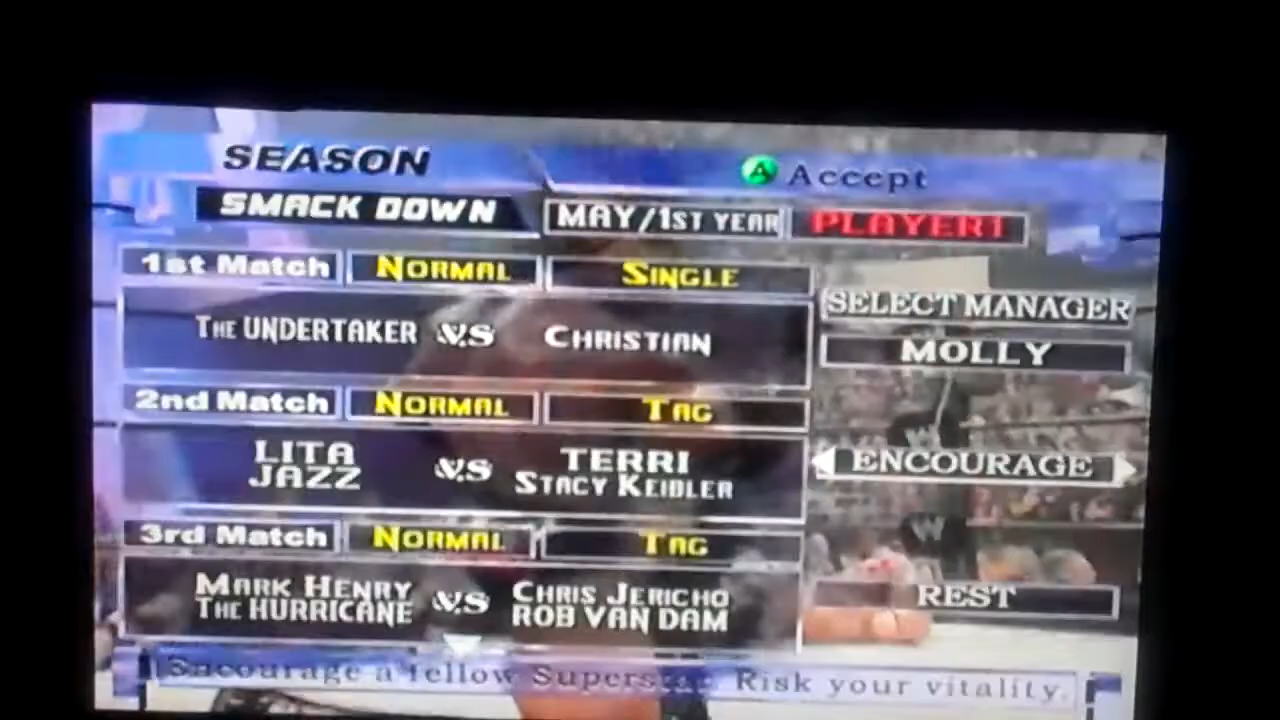 SEASON
A Accept
SMACK DOWN MAY/1ST YEAR PLAYER1
1st Match NORMAL SINGLE
SELECT MANAGER
THE UNDERTAKER VS CHRISTIAN
MOLLY
2nd Match NORMAL TAG
LITA VS TERRI
JAZZ STACY KEIBLER
ENCOURAGE
3rd Match NORMAL TAG
MARK HENRY VS CHRIS JERICHO
THE HURRICANE ROB VAN DAM
REST
Encourage a fellow Superstar. Risk your vitality.